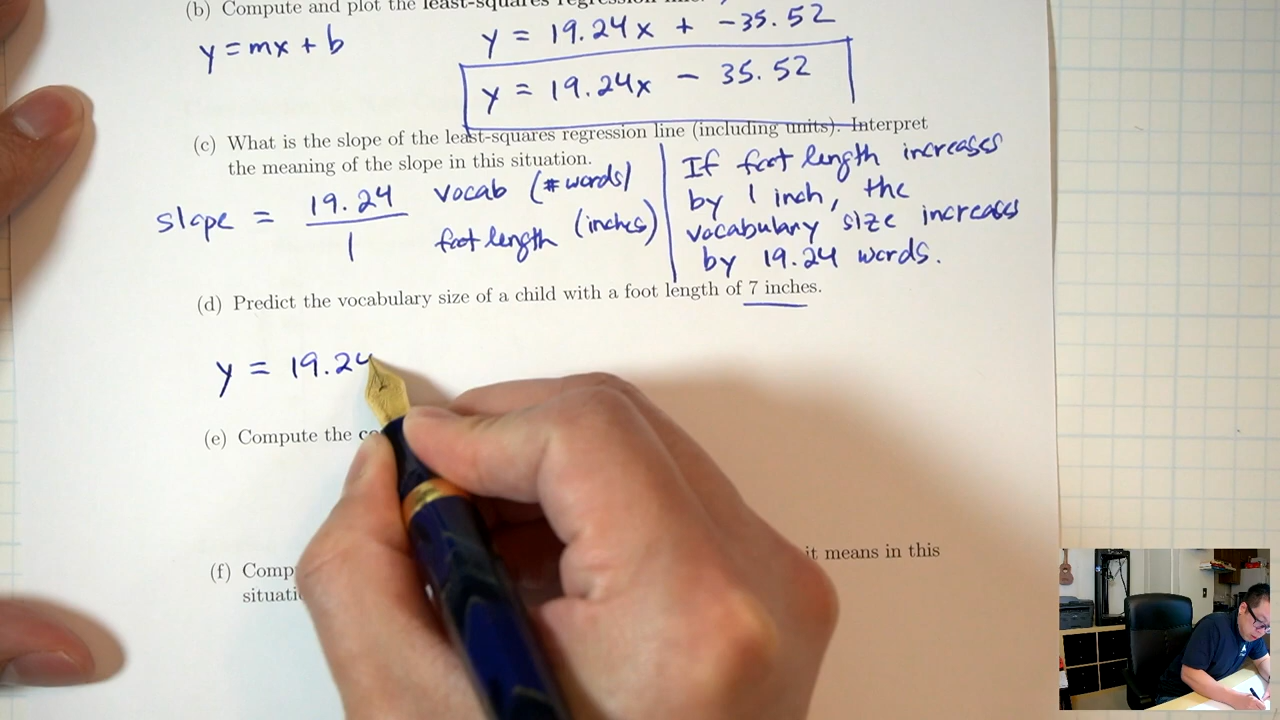 (b) Compute and plot the least-squares regression line.
y = mx + b
y = 19.24x + -35.52
y = 19.24x - 35.52
(c) What is the slope of the least-squares regression line (including units). Interpret
the meaning of the slope in this situation.
slope = 19.24 vocab (#words)
1 foot length (inches)
If foot length increases
by 1 inch, the
vocabulary size increases
by 19.24 words.
(d) Predict the vocabulary size of a child with a foot length of 7 inches.
y = 19.24
(e) Compute the
(f)
it means in this